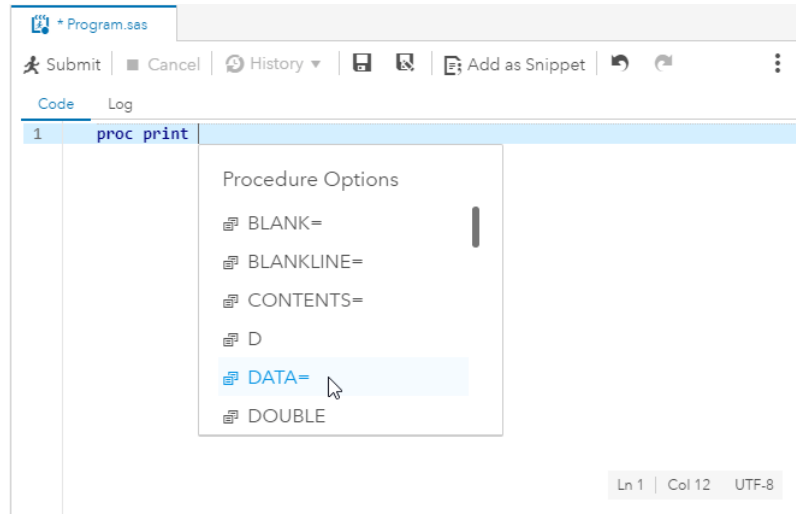 * Program.sas
Submit Cancel History Add as Snippet
Code Log
1 proc print
Procedure Options
BLANK=
BLANKLINE=
CONTENTS=
D
DATA=
DOUBLE
Ln 1 Col 12 UTF-8